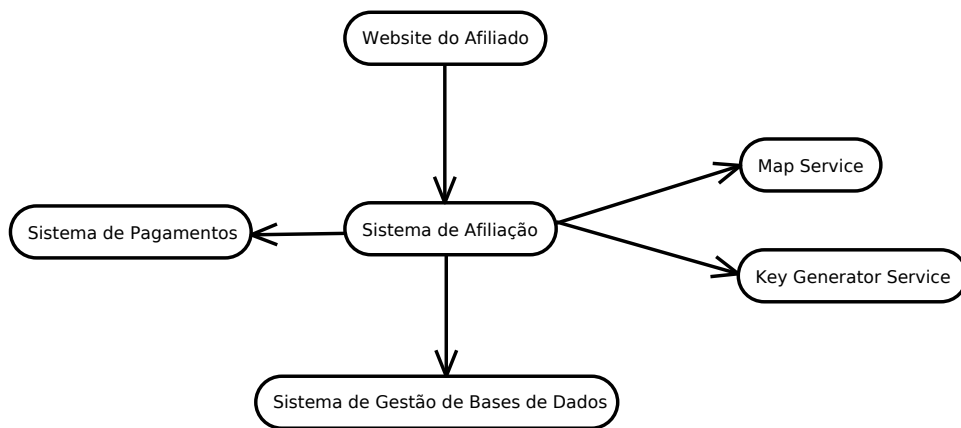 Website do Afiliado
Map Service
Sistema de Pagamentos
Sistema de Afiliação
Key Generator Service
Sistema de Gestão de Bases de Dados